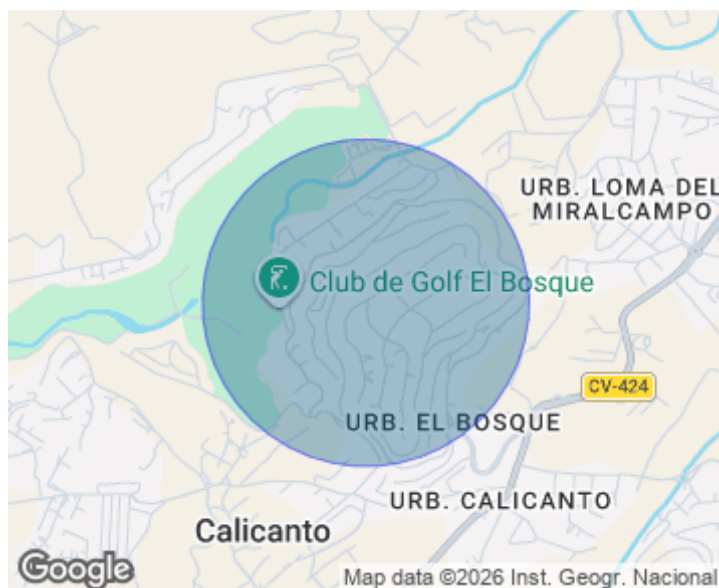 URB. LOMA DEL
MIRALCAMPO
Club de Golf El Bosque
CV-424
URB. EL BOSQUE
URB. CALICANTO
Calicanto
Google
Map data ©2026 Inst. Geogr. Nacional